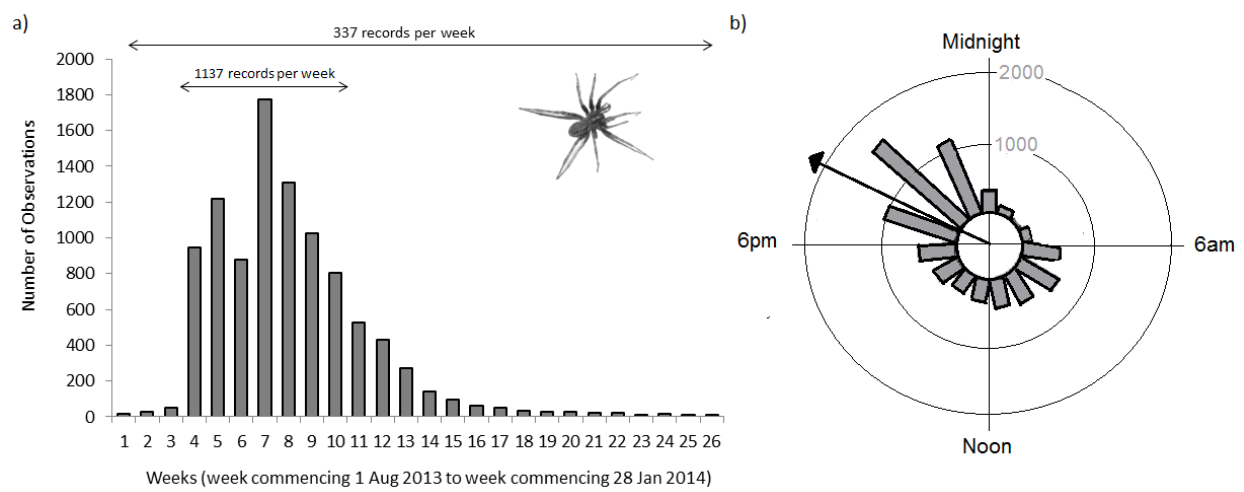 a)
337 records per week
1137 records per week
Number of Observations
2000
1800
1600
1400
1200
1000
800
600
400
200
0
1 2 3 4 5 6 7 8 9 10 11 12 13 14 15 16 17 18 19 20 21 22 23 24 25 26
Weeks (week commencing 1 Aug 2013 to week commencing 28 Jan 2014)
b)
Midnight
2000
1000
6pm
6am
Noon